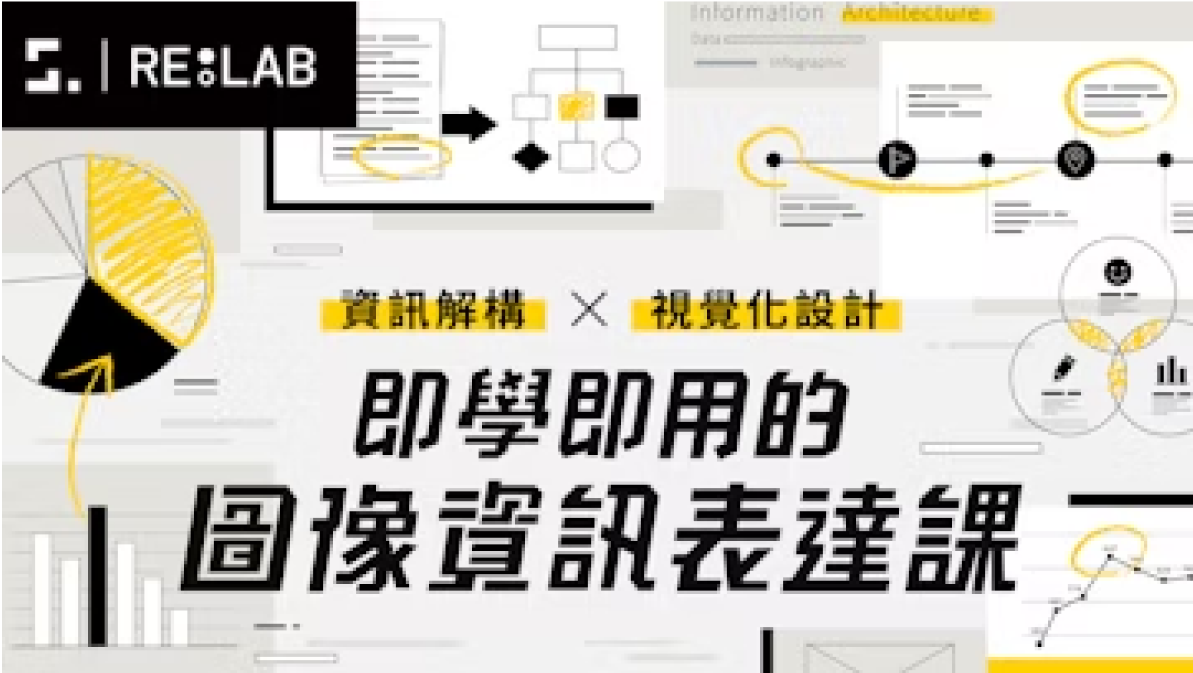 RE:LAB
Information Architecture
Data
Infographic
資訊解構 × 視覺化設計
即學即用的
圖像資訊表達課